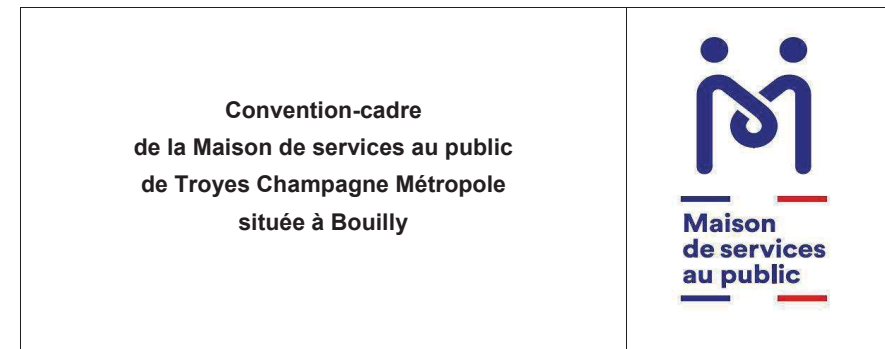 Convention-cadre
de la Maison de services au public
de Troyes Champagne Métropole
située à Bouilly
Maison
de services
au public